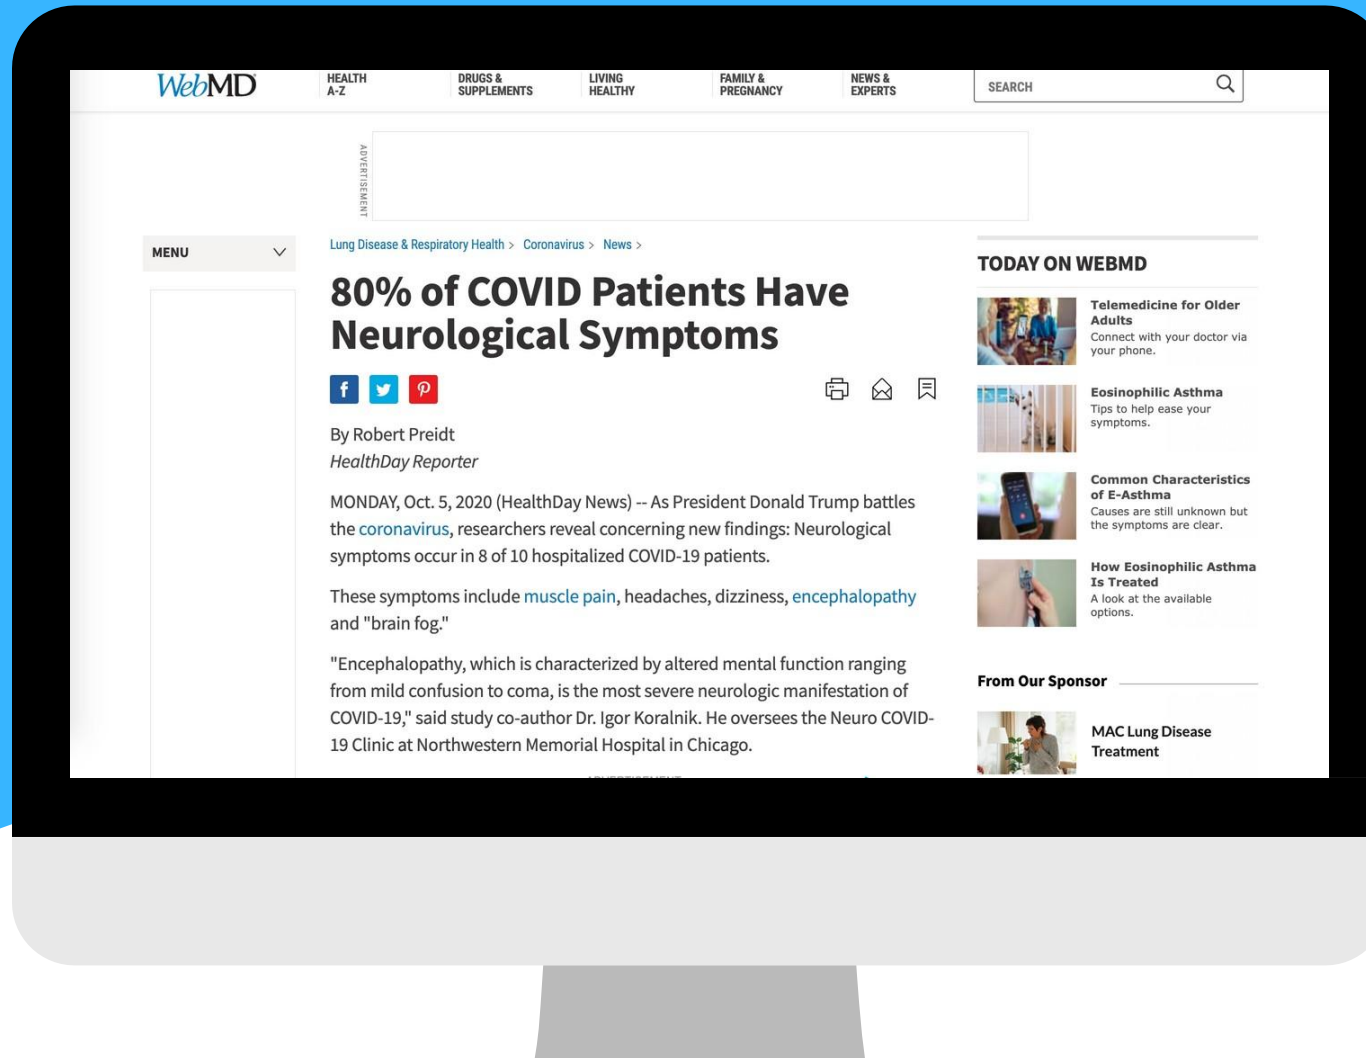 WebMD
HEALTH
A-Z
DRUGS &
SUPPLEMENTS
LIVING
HEALTHY
FAMILY &
PREGNANCY
NEWS &
EXPERTS
SEARCH
ADVERTISEMENT
MENU
Lung Disease & Respiratory Health > Coronavirus > News >
80% of COVID Patients Have
Neurological Symptoms
By Robert Preidt
HealthDay Reporter
MONDAY, Oct. 5, 2020 (HealthDay News) -- As President Donald Trump battles
the coronavirus, researchers reveal concerning new findings: Neurological
symptoms occur in 8 of 10 hospitalized COVID-19 patients.
These symptoms include muscle pain, headaches, dizziness, encephalopathy
and "brain fog."
"Encephalopathy, which is characterized by altered mental function ranging
from mild confusion to coma, is the most severe neurologic manifestation of
COVID-19," said study co-author Dr. Igor Koralnik. He oversees the Neuro COVID-
19 Clinic at Northwestern Memorial Hospital in Chicago.
TODAY ON WEBMD
Telemedicine for Older
Adults
Connect with your doctor via
your phone.
Eosinophilic Asthma
Tips to help ease your
symptoms.
Common Characteristics
of E-Asthma
Causes are still unknown but
the symptoms are clear.
How Eosinophilic Asthma
Is Treated
A look at the available
options.
From Our Sponsor
MAC Lung Disease
Treatment